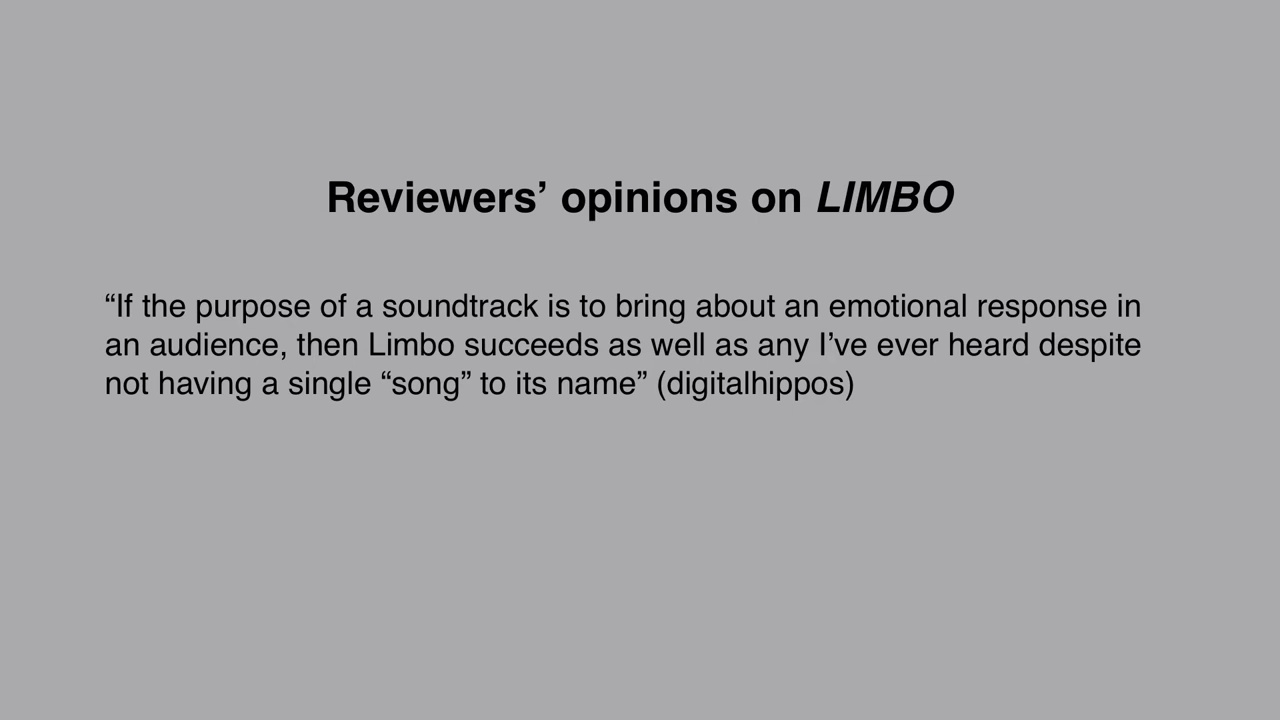 Reviewers’ opinions on LIMBO
“If the purpose of a soundtrack is to bring about an emotional response in
an audience, then Limbo succeeds as well as any I’ve ever heard despite
not having a single “song” to its name” (digitalhippos)